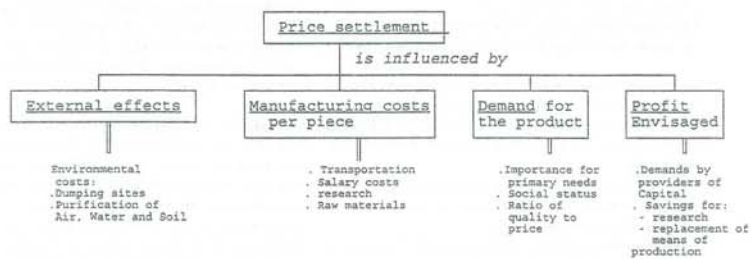 Price settlement
is influenced by
External effects
Manufacturing costs
per piece
Demand for
the product
Profit
Envisaged
Environmental
costs:
.Dumping sites
.Purification of
Air, Water and Soil
. Transportation
. Salary costs
. research
. Raw materials
.Importance for
primary needs
. Social status
. Ratio of
quality to
price
.Demands by
providers of
Capital
. Savings for:
- research
- replacement of
means of
production